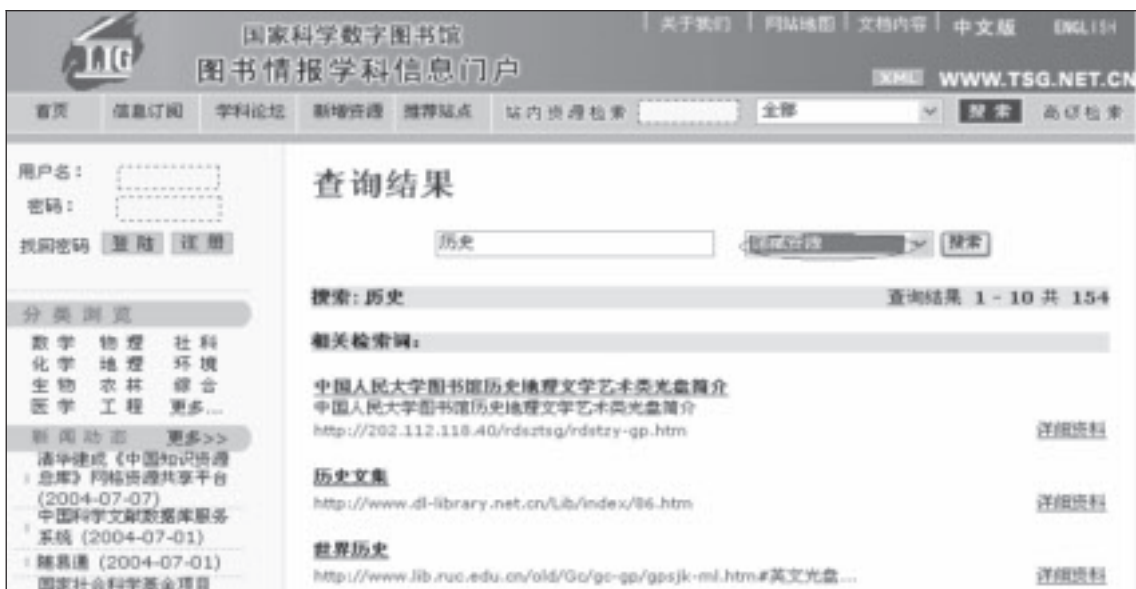 关于我们 | 网站地图 | 文档内容 | 中文版 ENGLISH
LIG
国家科学数字图书馆
图书情报学科信息门户
XML WWW.TSG.NET.CN
首页 信息订阅 学科论坛 新增资源 推荐站点 站内资源检索 全部 搜索 高级检索
用户名：
密码：
找回密码 登陆 注册
分类浏览
数学 物理 社科
化学 地理 环境
生物 农林 综合
医学 工程 更多...
新闻动态 更多>>
清华建成《中国知识资源
总库》网格资源共享平台
(2004-07-07)
中国科学文献数据库服务
系统 (2004-07-01)
随易通 (2004-07-01)
国家社会科学基金项目
查询结果
历史 搜索
搜索: 历史 查询结果 1 - 10 共 154
相关检索词:
中国人民大学图书馆历史地理文学艺术类光盘简介
中国人民大学图书馆历史地理文学艺术类光盘简介
http://202.112.118.40/rdsztsg/rdstzy-gp.htm 详细资料
历史文集
http://www.dl-library.net.cn/Lib/index/86.htm 详细资料
世界历史
http://www.lib.ruc.edu.cn/old/Gc/gc-gp/gpsjk-ml.htm#英文光盘... 详细资料